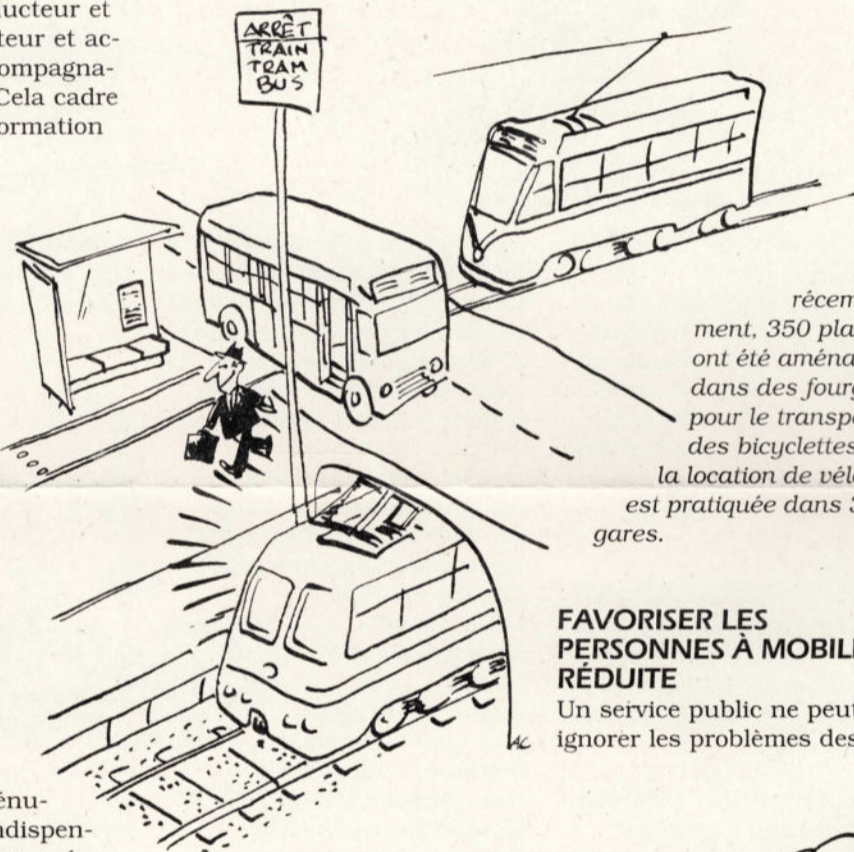 ucteur et
teur et ac-
ompagna-
Cela cadre
ormation
ARRÊT
TRAIN
TRAM
BUS
récem
ment, 350 pla
ont été aména
dans des fourg
pour le transp
des bicyclettes
la location de vél
est pratiquée dans 3
gares.
FAVORISER LES
PERSONNES À MOBIL
RÉDUITE
Un service public ne peut
ignorer les problèmes des
AC
énu-
ndispen-